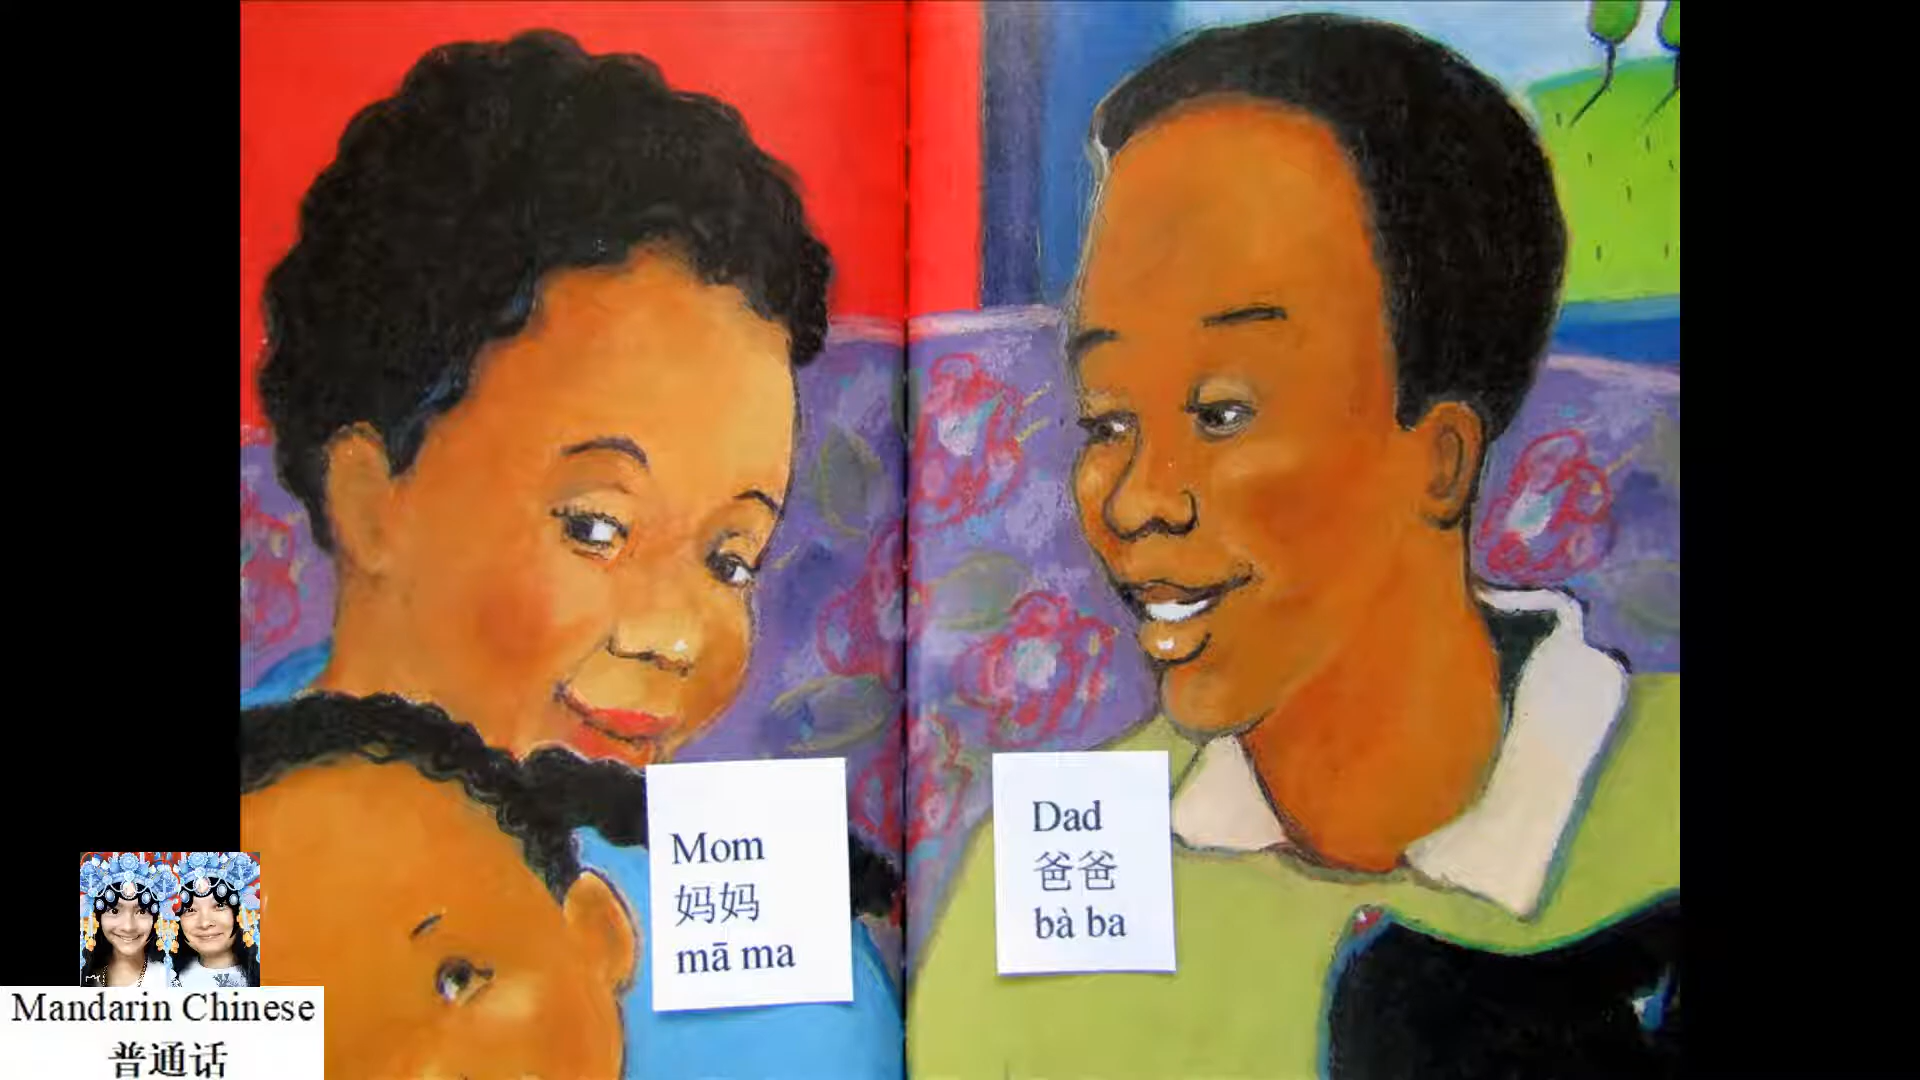 Mom
妈妈
mā ma
Dad
爸爸
bà ba
Mandarin Chinese
普通话